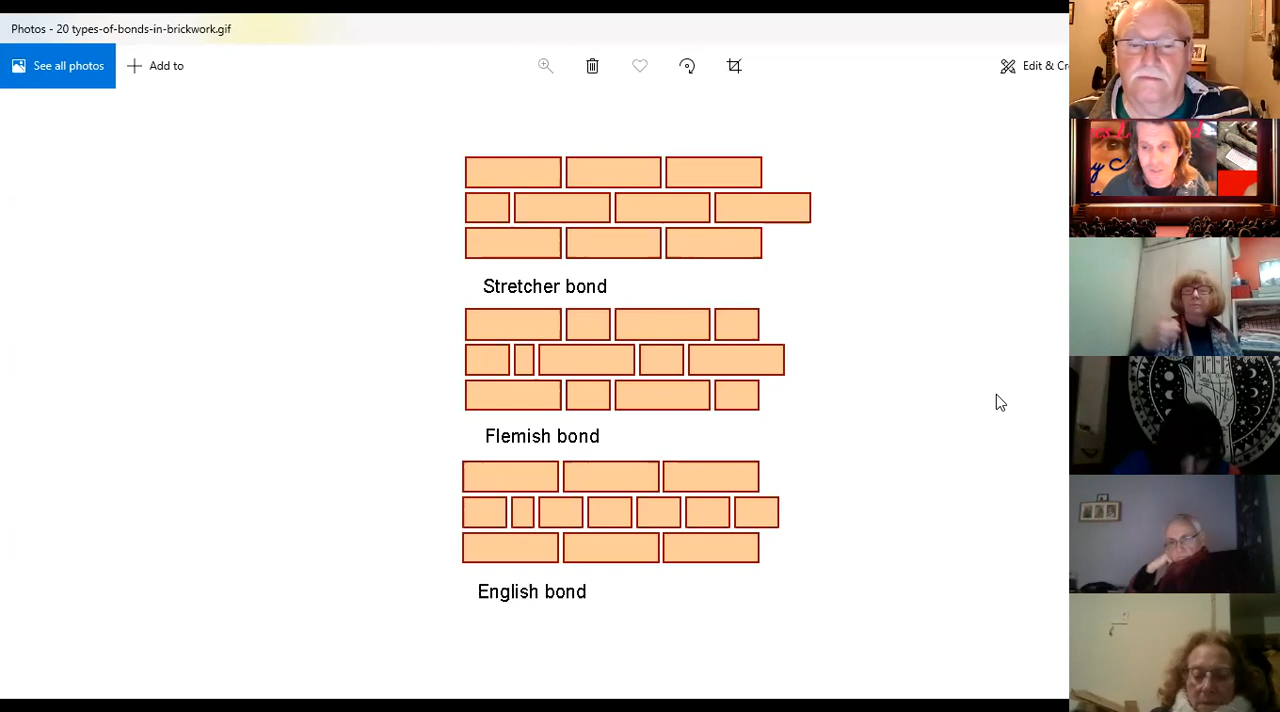 Photos - 20 types-of-bonds-in-brickwork.gif
See all photos
Add to
Edit & Cr
Stretcher bond
Flemish bond
English bond